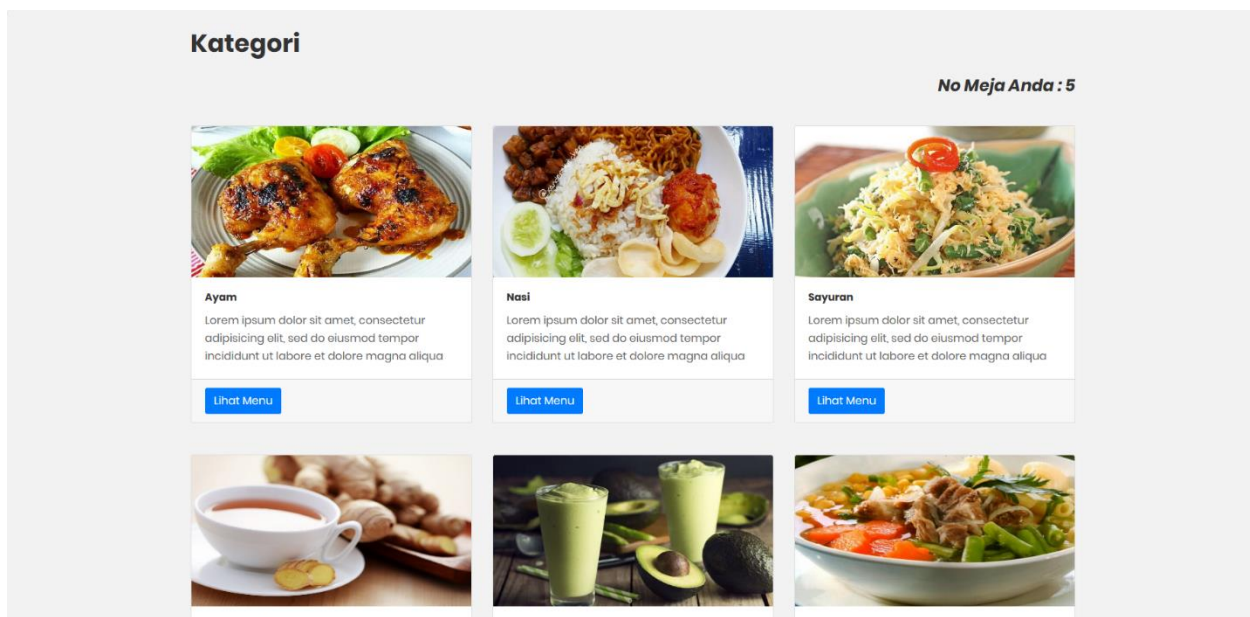 Kategori
No Meja Anda : 5
Ayam
Lorem ipsum dolor sit amet, consectetur
adipisicing elit, sed do eiusmod tempor
incididunt ut labore et dolore magna aliqua
Lihat Menu
Nasi
Lorem ipsum dolor sit amet, consectetur
adipisicing elit, sed do eiusmod tempor
incididunt ut labore et dolore magna aliqua
Lihat Menu
Sayuran
Lorem ipsum dolor sit amet, consectetur
adipisicing elit, sed do eiusmod tempor
incididunt ut labore et dolore magna aliqua
Lihat Menu